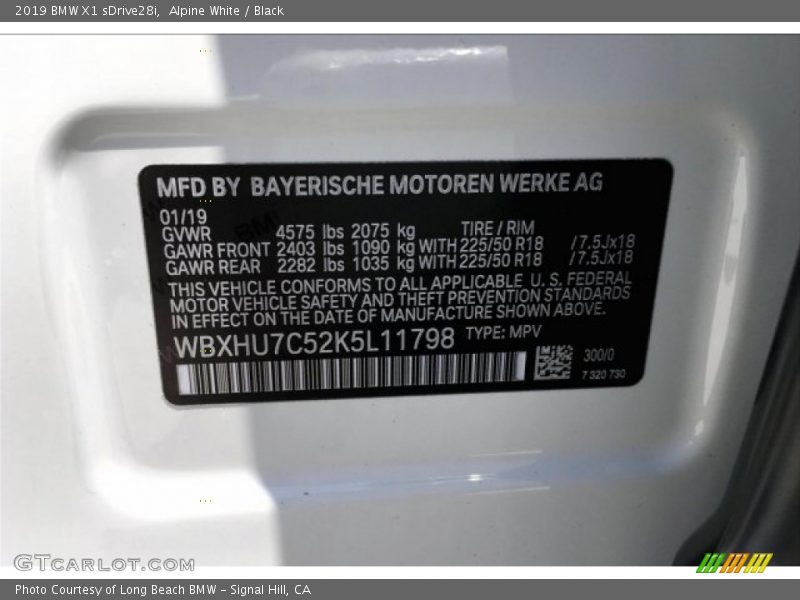 2019 BMW X1 sDrive28i, Alpine White / Black
MFD BY BAYERISCHE MOTOREN WERKE AG
01/19
GVWR 4575 lbs 2075 kg TIRE / RIM
GAWR FRONT 2403 lbs 1090 kg WITH 225/50 R18 /7.5Jx18
GAWR REAR 2282 lbs 1035 kg WITH 225/50 R18 /7.5Jx18
THIS VEHICLE CONFORMS TO ALL APPLICABLE U.S. FEDERAL
MOTOR VEHICLE SAFETY AND THEFT PREVENTION STANDARDS
IN EFFECT ON THE DATE OF MANUFACTURE SHOWN ABOVE.
WBXHU7C52K5L11798 TYPE: MPV
300/0
7 320 730
GTCARLOT.COM
Photo Courtesy of Long Beach BMW - Signal Hill, CA